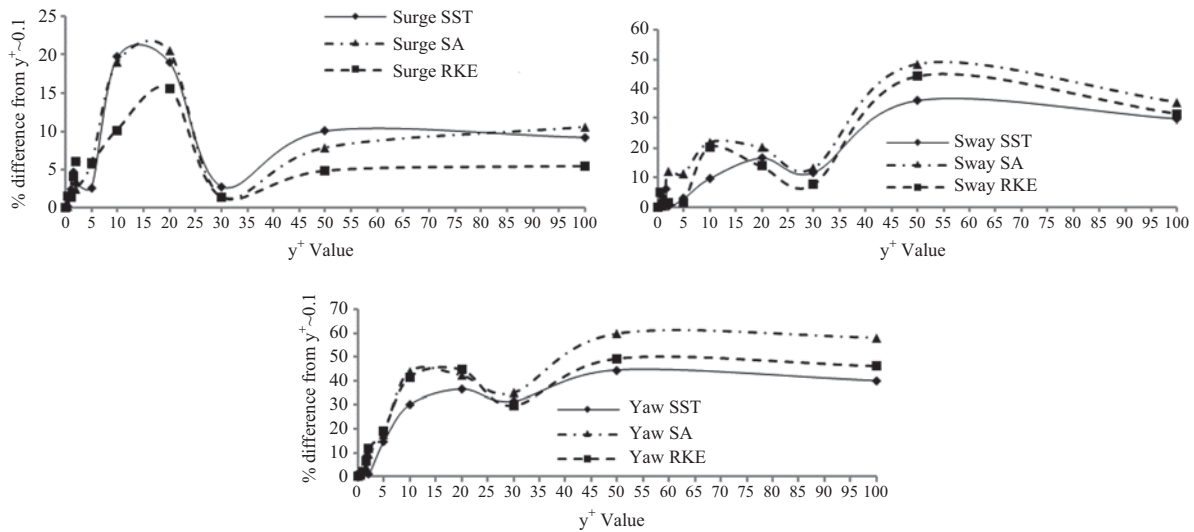 % difference from y⁺~0.1
25
20
15
10
5
0
0 5 10 15 20 25 30 35 40 45 50 55 60 65 70 75 80 85 90 95 100
y⁺ Value
Surge SST
Surge SA
Surge RKE
% difference from y⁺~0.1
60
50
40
30
20
10
0
0 5 10 15 20 25 30 35 40 45 50 55 60 65 70 75 80 85 90 95 100
y⁺ Value
Sway SST
Sway SA
Sway RKE
% difference from y⁺~0.1
70
60
50
40
30
20
10
0
0 5 10 15 20 25 30 35 40 45 50 55 60 65 70 75 80 85 90 95 100
y⁺ Value
Yaw SST
Yaw SA
Yaw RKE